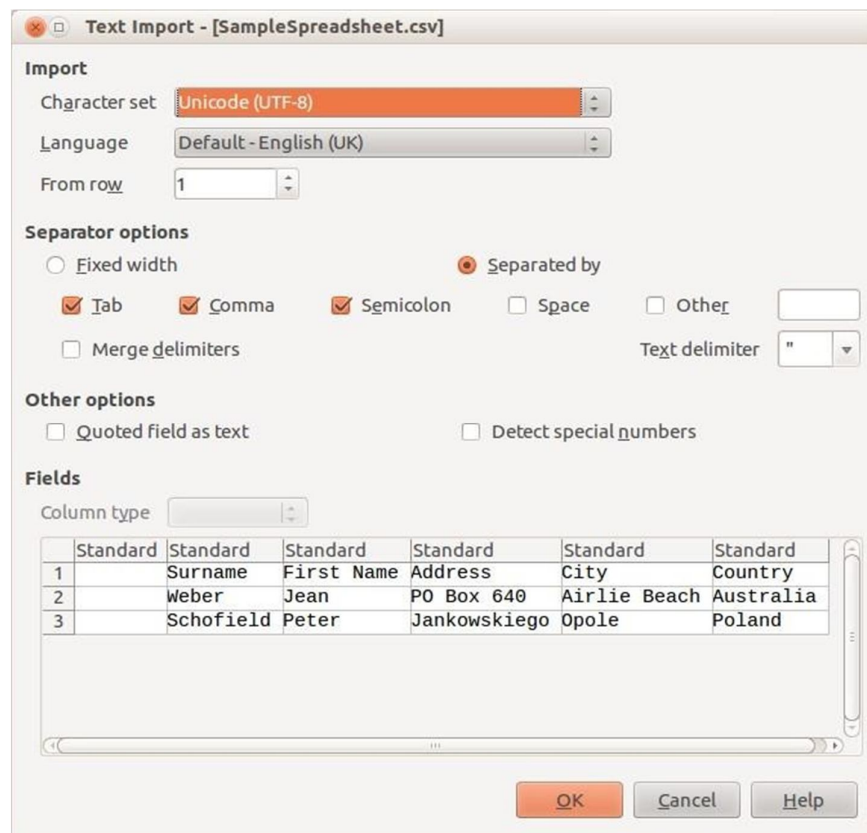 Text Import - [SampleSpreadsheet.csv]
Import
Character set Unicode (UTF-8)
Language Default - English (UK)
From row 1
Separator options
Fixed width Separated by
Tab Comma Semicolon Space Other
Merge delimiters Text delimiter "
Other options
Quoted field as text Detect special numbers
Fields
Column type
Standard Standard Standard Standard Standard Standard
1 Surname First Name Address City Country
2 Weber Jean PO Box 640 Airlie Beach Australia
3 Schofield Peter Jankowskiego Opole Poland
OK Cancel Help